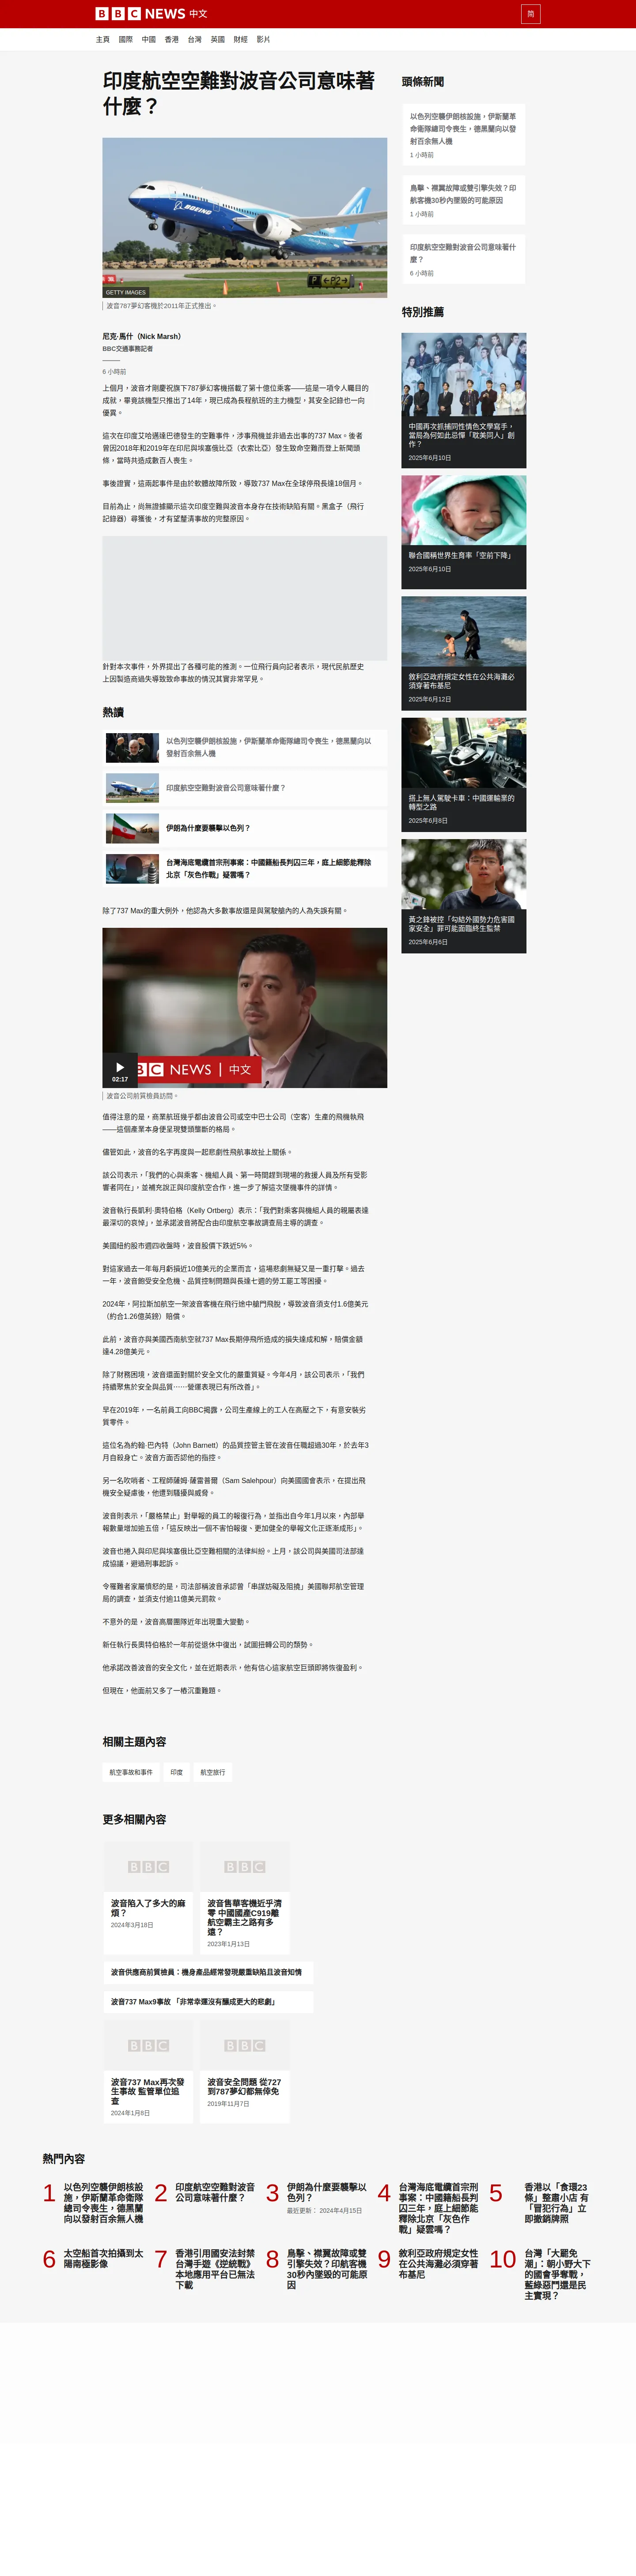 BBC NEWS 中文
简
主頁 國際 中國 香港 台灣 英國 財經 影片
印度航空空難對波音公司意味著
什麼？
BOEING
GETTY IMAGES
波音787夢幻客機於2011年正式推出。
尼克·馬什（Nick Marsh）
BBC交通事務記者
6 小時前
上個月，波音才剛慶祝旗下787夢幻客機搭載了第十億位乘客——這是一項令人矚目的
成就，畢竟該機型只推出了14年，現已成為長程航班的主力機型，其安全記錄也一向
優異。
這次在印度艾哈邁達巴德發生的空難事件，涉事飛機並非過去出事的737 Max。後者
曾因2018年和2019年在印尼與埃塞俄比亞（衣索比亞）發生致命空難而登上新聞頭
條，當時共造成數百人喪生。
事後證實，這兩起事件是由於軟體故障所致，導致737 Max在全球停飛長達18個月。
目前為止，尚無證據顯示這次印度空難與波音本身存在技術缺陷有關。黑盒子（飛行
記錄器）尋獲後，才有望釐清事故的完整原因。
針對本次事件，外界提出了各種可能的推測。一位飛行員向記者表示，現代民航歷史
上因製造商過失導致致命事故的情況其實非常罕見。
熱讀
以色列空襲伊朗核設施，伊斯蘭革命衛隊總司令喪生，德黑蘭向以
發射百余無人機
印度航空空難對波音公司意味著什麼？
伊朗為什麼要襲擊以色列？
台灣海底電纜首宗刑事案：中國籍船長判囚三年，庭上細節能釋除
北京「灰色作戰」疑雲嗎？
除了737 Max的重大例外，他認為大多數事故還是與駕駛艙內的人為失誤有關。
02:17
BBC NEWS 中文
波音公司前質檢員訪問。
值得注意的是，商業航班幾乎都由波音公司或空中巴士公司（空客）生產的飛機執飛
——這個產業本身便呈現雙頭壟斷的格局。
儘管如此，波音的名字再度與一起悲劇性飛航事故扯上關係。
該公司表示，「我們的心與乘客、機組人員、第一時間趕到現場的救援人員及所有受影
響者同在」，並補充說正與印度航空合作，進一步了解這次墜機事件的詳情。
波音執行長凱利·奧特伯格（Kelly Ortberg）表示：「我們對乘客與機組人員的親屬表達
最深切的哀悼」，並承諾波音將配合由印度航空事故調查局主導的調查。
美國紐約股市週四收盤時，波音股價下跌近5%。
對這家過去一年每月虧損近10億美元的企業而言，這場悲劇無疑又是一重打擊。過去
一年，波音飽受安全危機、品質控制問題與長達七週的勞工罷工等困擾。
2024年，阿拉斯加航空一架波音客機在飛行途中艙門飛脫，導致波音須支付1.6億美元
（約合1.26億英鎊）賠償。
此前，波音亦與美國西南航空就737 Max長期停飛所造成的損失達成和解，賠償金額
達4.28億美元。
除了財務困境，波音還面對關於安全文化的嚴重質疑。今年4月，該公司表示，「我們
持續聚焦於安全與品質⋯⋯營運表現已有所改善」。
早在2019年，一名前員工向BBC揭露，公司生產線上的工人在高壓之下，有意安裝劣
質零件。
這位名為約翰·巴內特（John Barnett）的品質控管主管在波音任職超過30年，於去年3
月自殺身亡。波音方面否認他的指控。
另一名吹哨者、工程師薩姆·薩雷普爾（Sam Salehpour）向美國國會表示，在提出飛
機安全疑慮後，他遭到騷擾與威脅。
波音則表示，「嚴格禁止」對舉報的員工的報復行為，並指出自今年1月以來，內部舉
報數量增加逾五倍，「這反映出一個不害怕報復、更加健全的舉報文化正逐漸成形」。
波音也捲入與印尼與埃塞俄比亞空難相關的法律糾紛。上月，該公司與美國司法部達
成協議，避過刑事起訴。
令罹難者家屬憤怒的是，司法部稱波音承認曾「串謀妨礙及阻撓」美國聯邦航空管理
局的調查，並須支付逾11億美元罰款。
不意外的是，波音高層團隊近年出現重大變動。
新任執行長奧特伯格於一年前從退休中復出，試圖扭轉公司的頹勢。
他承諾改善波音的安全文化，並在近期表示，他有信心這家航空巨頭即將恢復盈利。
但現在，他面前又多了一樁沉重難題。
相關主題內容
航空事故和事件 印度 航空旅行
更多相關內容
BBC
波音陷入了多大的麻
煩？
2024年3月18日
BBC
波音售華客機近乎清
零 中國國產C919離
航空霸主之路有多
遠？
2023年1月13日
波音供應商前質檢員：機身產品經常發現嚴重缺陷且波音知情
波音737 Max9事故 「非常幸運沒有釀成更大的悲劇」
BBC
波音737 Max再次發
生事故 監管單位追
查
2024年1月8日
BBC
波音安全問題 從727
到787夢幻都無倖免
2019年11月7日
頭條新聞
以色列空襲伊朗核設施，伊斯蘭革
命衛隊總司令喪生，德黑蘭向以發
射百余無人機
1 小時前
鳥擊、襟翼故障或雙引擎失效？印
航客機30秒內墜毀的可能原因
1 小時前
印度航空空難對波音公司意味著什
麼？
6 小時前
特別推薦
中國再次抓捕同性情色文學寫手，
當局為何如此忌憚「耽美同人」創
作？
2025年6月10日
聯合國稱世界生育率「空前下降」
2025年6月10日
敘利亞政府規定女性在公共海灘必
須穿著布基尼
2025年6月12日
搭上無人駕駛卡車：中國運輸業的
轉型之路
2025年6月8日
黃之鋒被控「勾結外國勢力危害國
家安全」罪可能面臨終生監禁
2025年6月6日
熱門內容
1
以色列空襲伊朗核設
施，伊斯蘭革命衛隊
總司令喪生，德黑蘭
向以發射百余無人機
2
印度航空空難對波音
公司意味著什麼？
3
伊朗為什麼要襲擊以
色列？
最近更新： 2024年4月15日
4
台灣海底電纜首宗刑
事案：中國籍船長判
囚三年，庭上細節能
釋除北京「灰色作
戰」疑雲嗎？
5
香港以「食環23
條」整肅小店 有
「冒犯行為」立
即撤銷牌照
6
太空船首次拍攝到太
陽南極影像
7
香港引用國安法封禁
台灣手遊《逆統戰》
本地應用平台已無法
下載
8
鳥擊、襟翼故障或雙
引擎失效？印航客機
30秒內墜毀的可能原
因
9
敘利亞政府規定女性
在公共海灘必須穿著
布基尼
10
台灣「大罷免
潮」：朝小野大下
的國會爭奪戰，
藍綠惡鬥還是民
主實現？